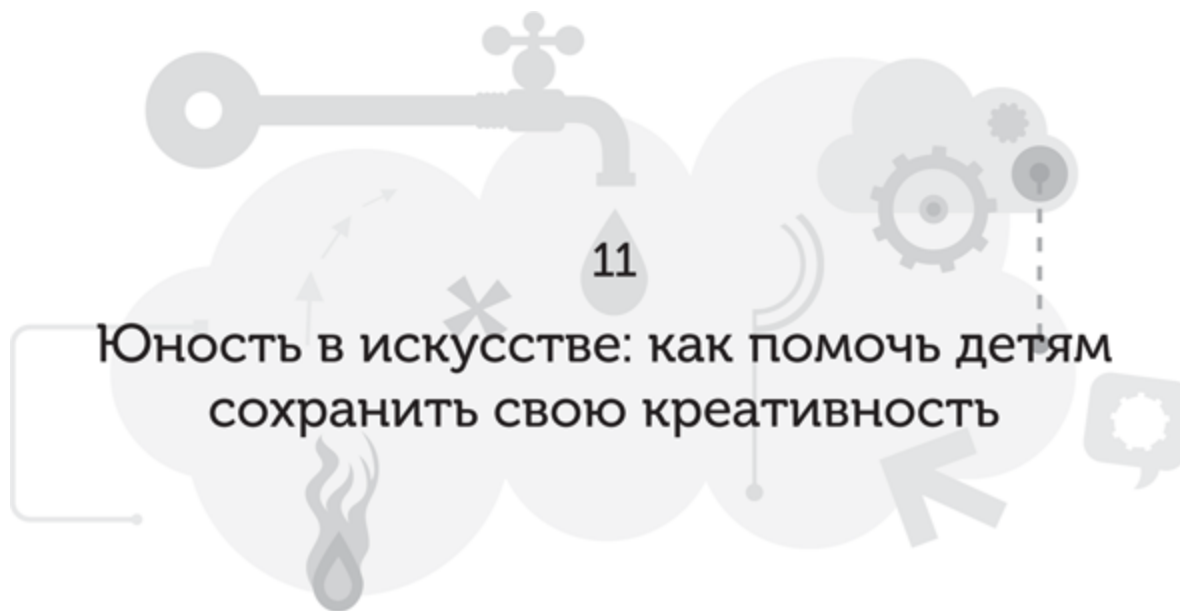 11
Юность в искусстве: как помочь детям
сохранить свою креативность